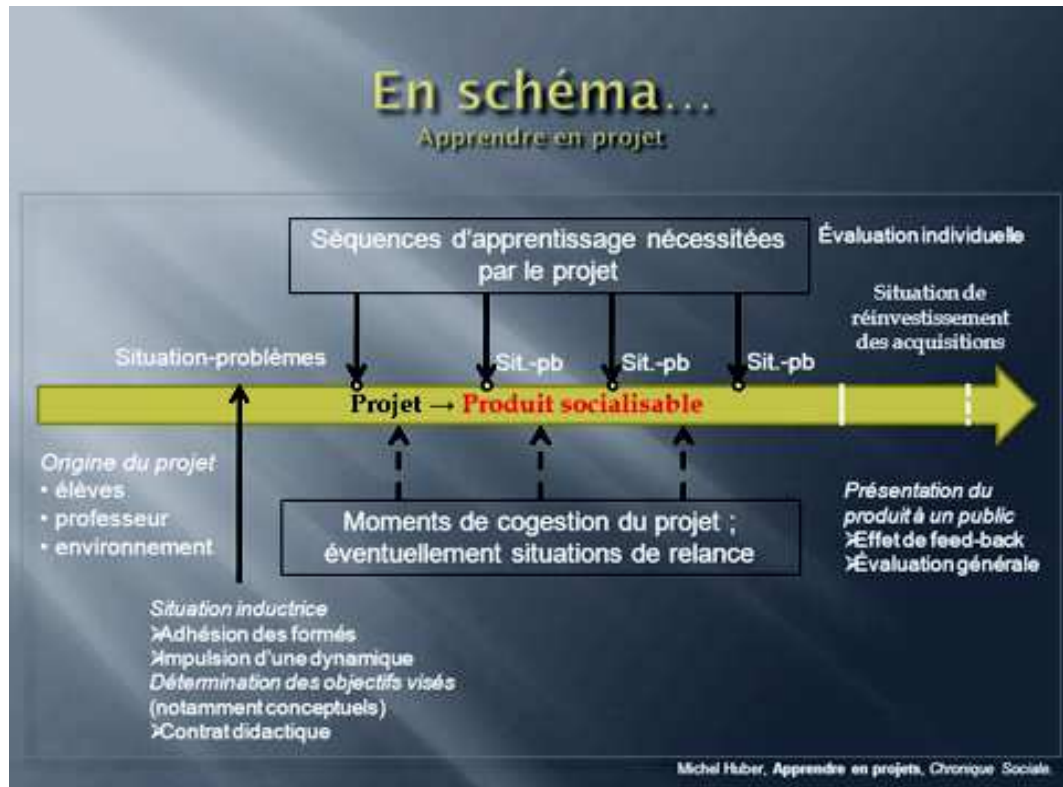 En schéma...
Apprendre en projet
Séquences d'apprentissage nécessitées
par le projet
Évaluation individuelle
Situation de
réinvestissement
des acquisitions
Situation-problèmes
Sit.-pb
Sit.-pb
Sit.-pb
Projet → Produit socialisable
Origine du projet
• élèves
• professeur
• environnement
Moments de cogestion du projet ;
éventuellement situations de relance
Présentation du
produit à un public
➢Effet de feed-back
➢Évaluation générale
Situation inductrice
➢Adhésion des formés
➢Impulsion d'une dynamique
Détermination des objectifs visés
(notamment conceptuels)
➢Contrat didactique
Michel Huber, Apprendre en projets, Chronique Sociale.